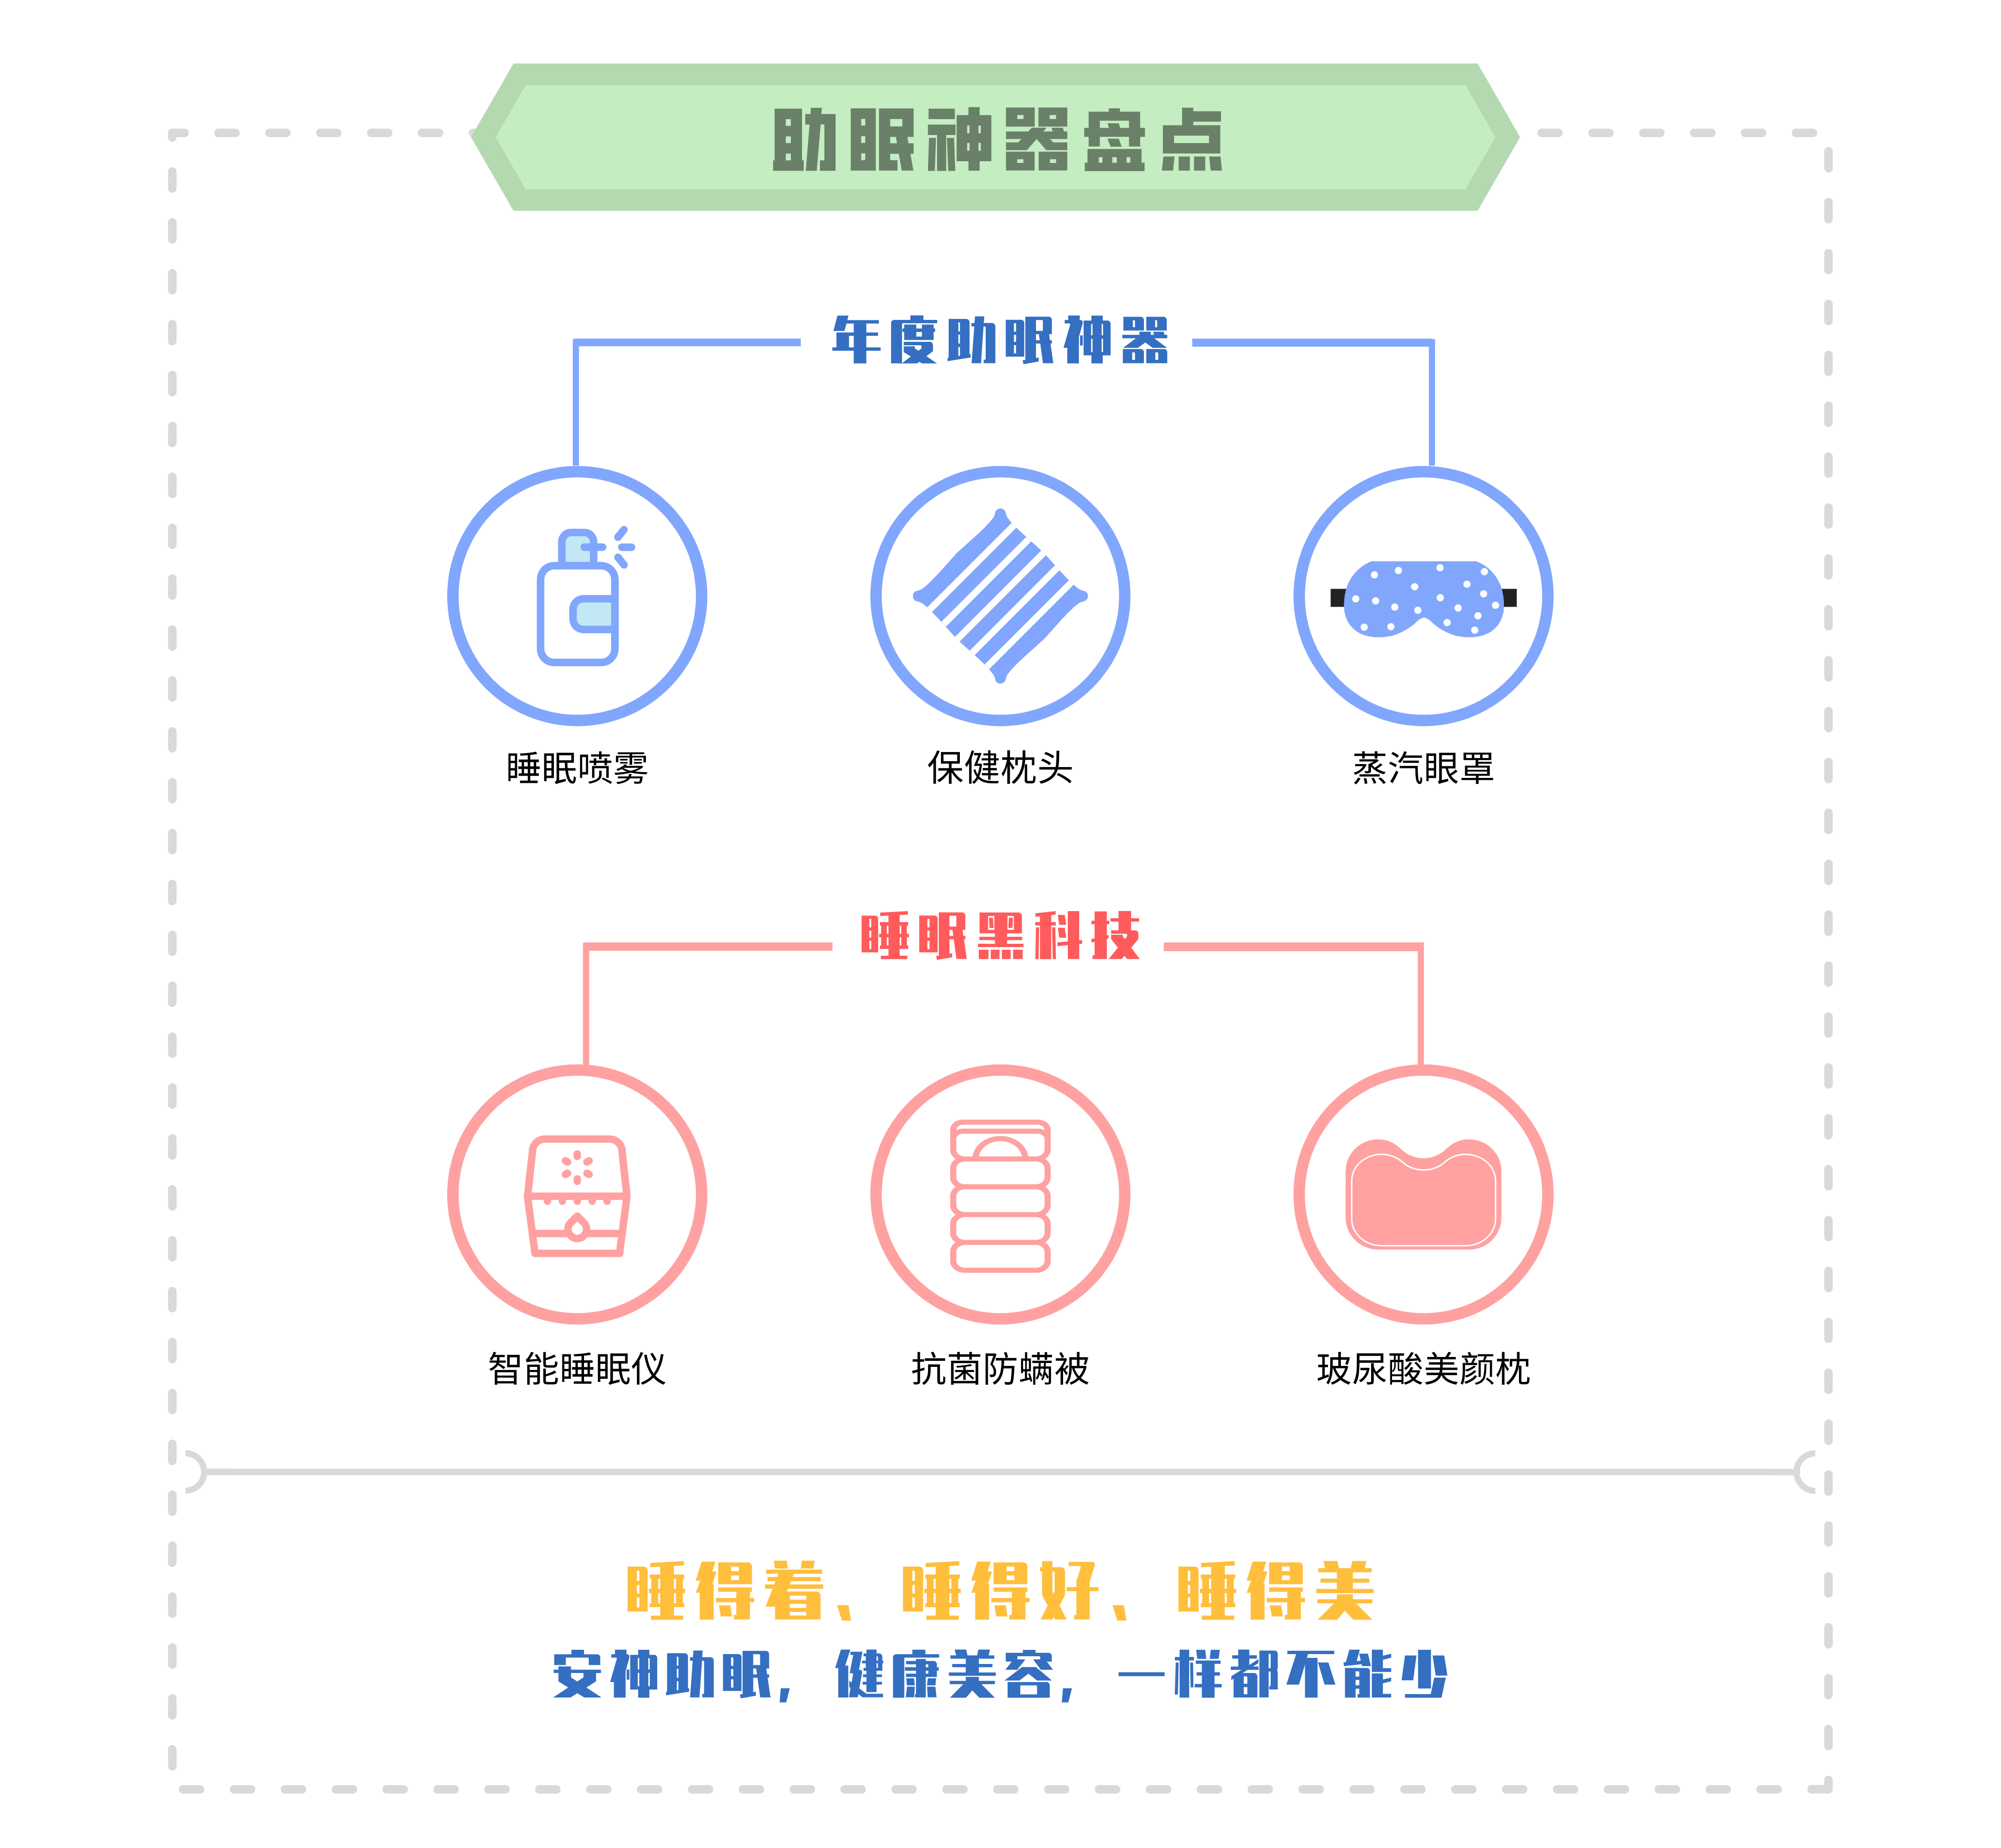 助眠神器盘点
年度助眠神器
睡眠喷雾
保健枕头
蒸汽眼罩
睡眠黑科技
智能睡眠仪
抗菌防螨被
玻尿酸美颜枕
睡得着、睡得好、睡得美
安神助眠，健康美容，一样都不能少